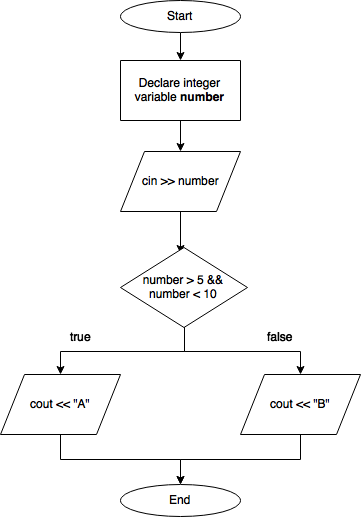 Start
Declare integer
variable number
cin >> number
number > 5 &&
number < 10
true
false
cout << "A"
cout << "B"
End